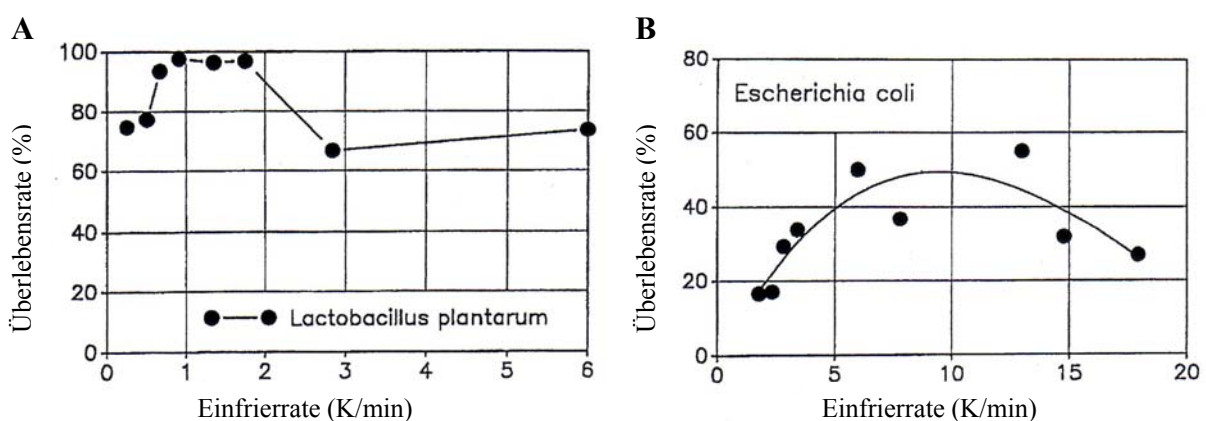 A
Überlebensrate (%)
100
80
60
40
20
0
Lactobacillus plantarum
0 1 2 3 4 5 6
Einfrierrate (K/min)
B
Überlebensrate (%)
80
60
40
20
0
Escherichia coli
0 5 10 15 20
Einfrierrate (K/min)